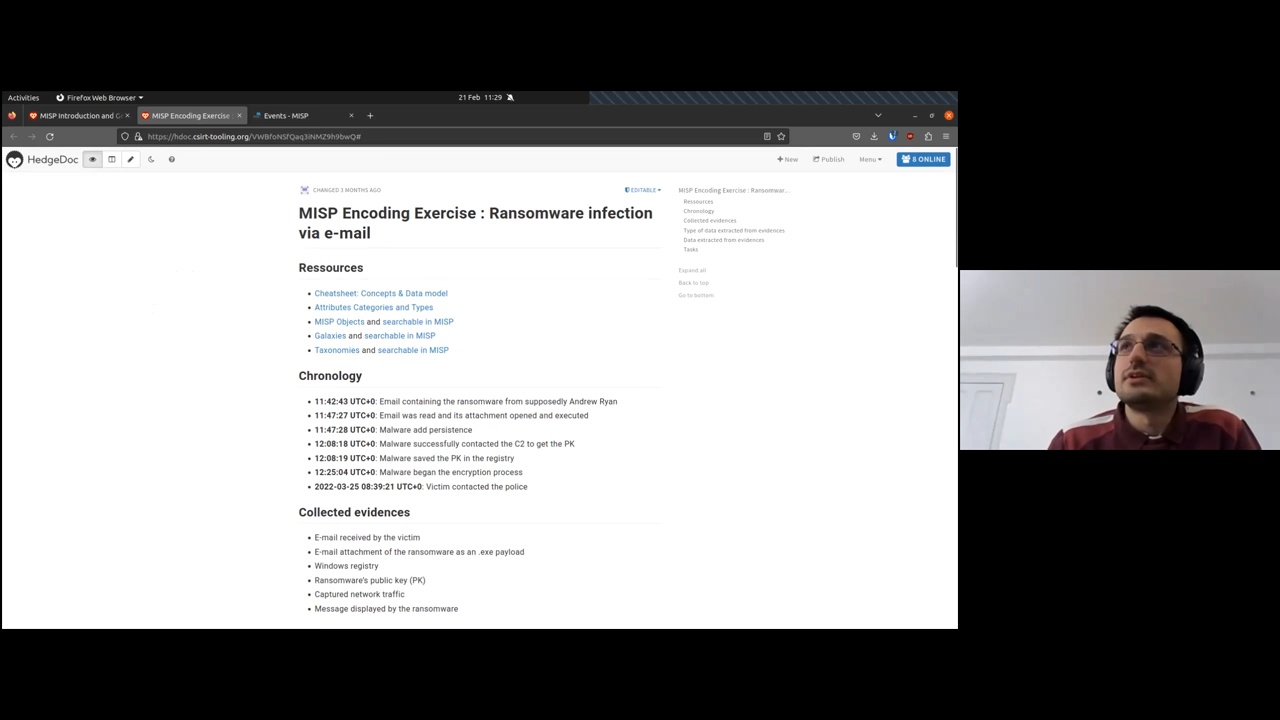 Activities
Firefox Web Browser
21 Feb 11:29
MISP Introduction and G
MISP Encoding Exercise :
Events - MISP
https://hdoc.csirt-tooling.org/
HedgeDoc
New
Publish
Menu
8 ONLINE
CHANGED 3 MONTHS AGO
EDITABLE
MISP Encoding Exercise : Ransomware infection
via e-mail
Ressources
Cheatsheet: Concepts & Data model
Attributes Categories and Types
MISP Objects and searchable in MISP
Galaxies and searchable in MISP
Taxonomies and searchable in MISP
Chronology
11:42:43 UTC+0: Email containing the ransomware from supposedly Andrew Ryan
11:47:27 UTC+0: Email was read and its attachment opened and executed
11:47:28 UTC+0: Malware add persistence
12:08:18 UTC+0: Malware successfully contacted the C2 to get the PK
12:08:19 UTC+0: Malware saved the PK in the registry
12:25:04 UTC+0: Malware began the encryption process
2022-03-25 08:39:21 UTC+0: Victim contacted the police
Collected evidences
E-mail received by the victim
E-mail attachment of the ransomware as an .exe payload
Windows registry
Ransomware's public key (PK)
Captured network traffic
Message displayed by the ransomware
MISP Encoding Exercise : Ransomwar...
Ressources
Chronology
Collected evidences
Type of data extracted from evidences
Data extracted from evidences
Tasks
Expand all
Back to top
Go to bottom